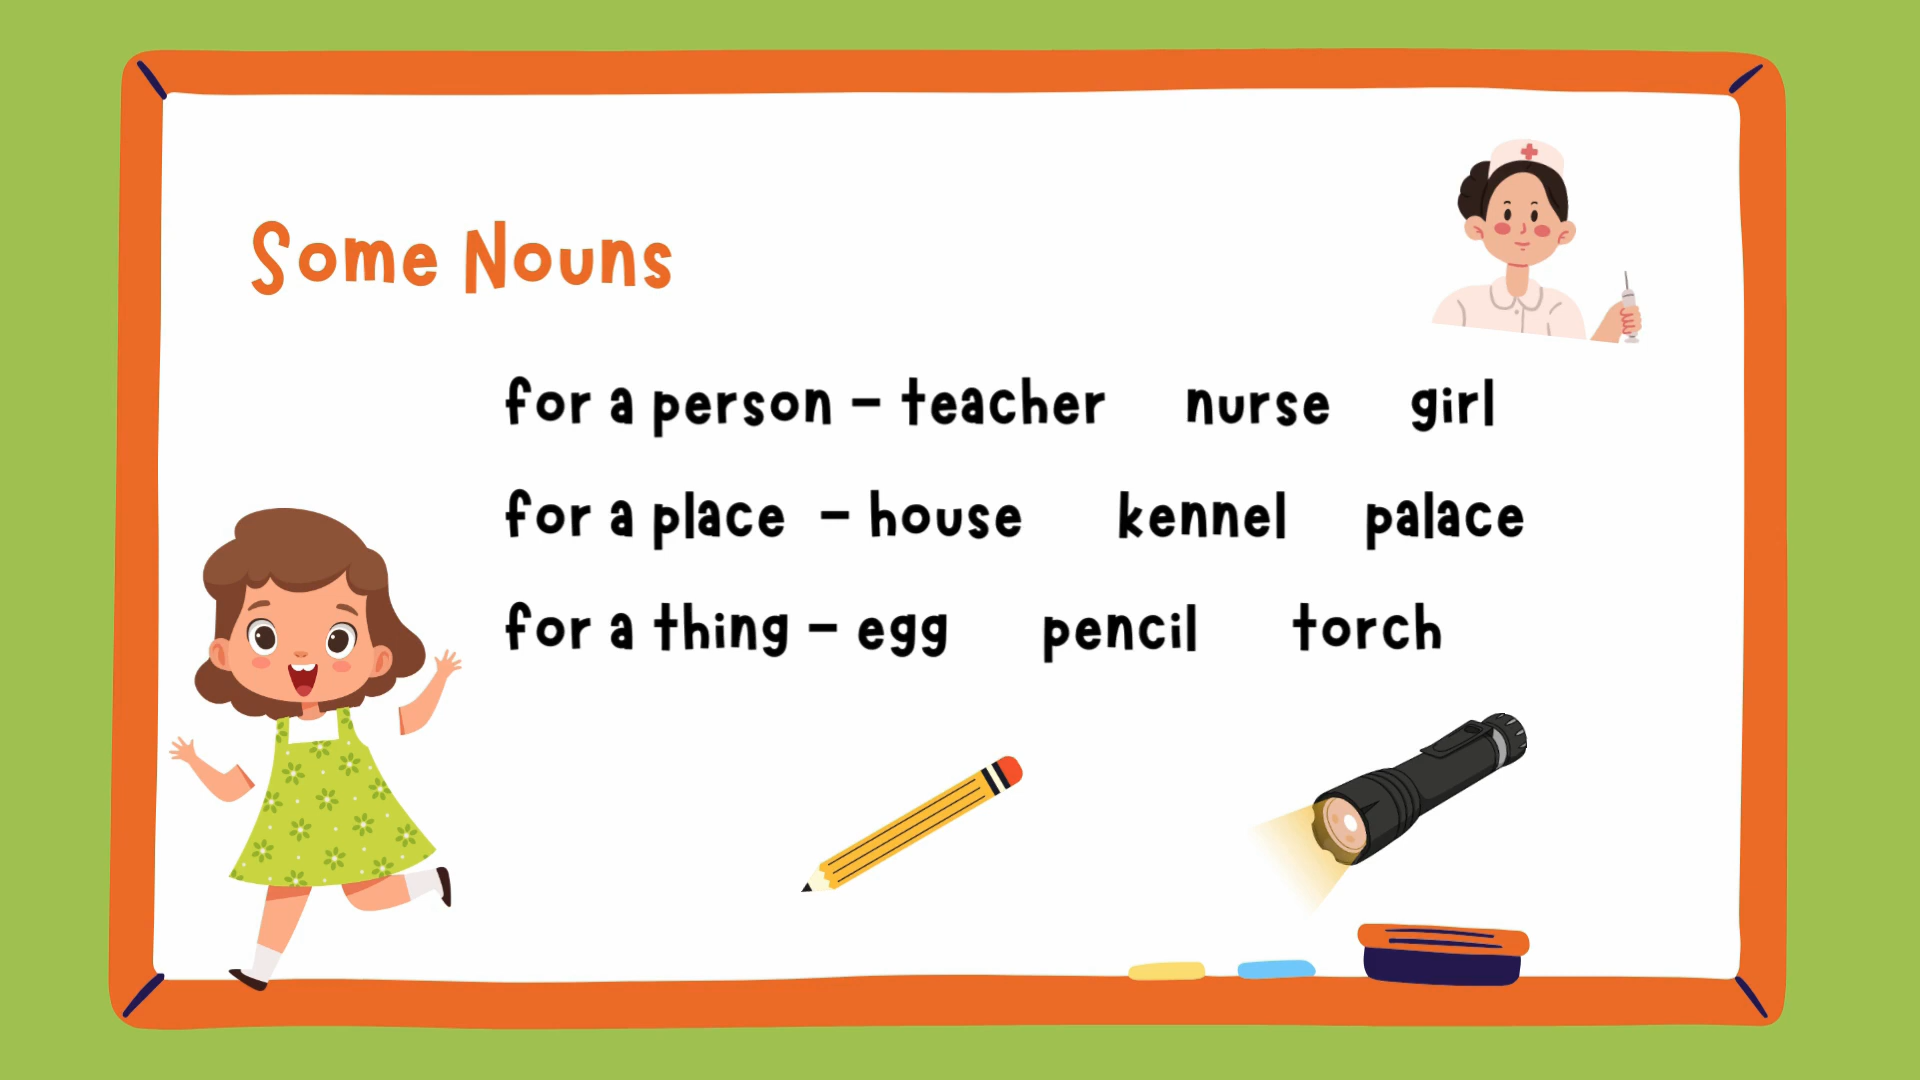 Some Nouns
for a person - teacher nurse girl
for a place - house kennel palace
for a thing - egg pencil torch